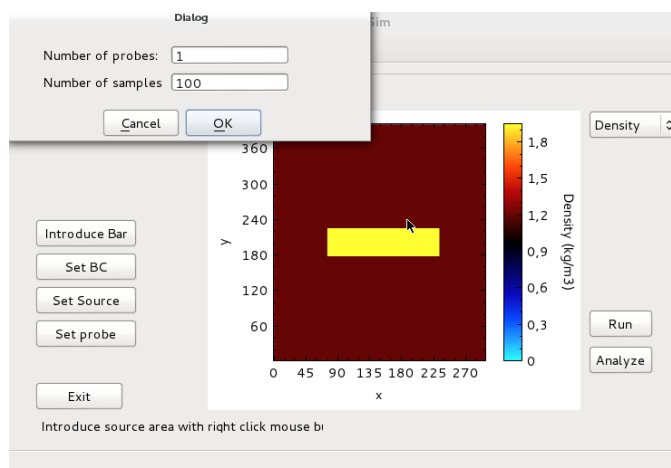 Dialog
Sim
Number of probes: 1
Number of samples 100
Cancel OK
Density
360
300
240
180
120
60
y
0 45 90 135 180 225 270
x
1,8
1,5
1,2
0,9
0,6
0,3
0
Density (kg/m3)
Introduce Bar
Set BC
Set Source
Set probe
Exit
Run
Analyze
Introduce source area with right click mouse bu